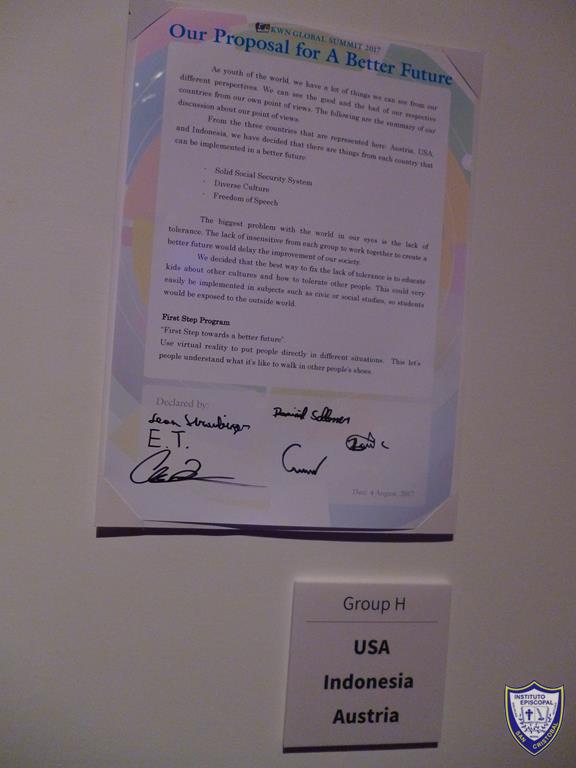 KWN GLOBAL SUMMIT 2017
Our Proposal for A Better Future
As youth of the world, we have a lot of things we can see from our
different perspectives. We can see the good and the bad of our respective
countries from our own point of views. The following are the summary of our
discussion about our point of views.
From the three countries that are represented here: Austria, USA,
and Indonesia, we have decided that there are things from each country that
can be implemented in a better future:
- Solid Social Security System
- Diverse Culture
- Freedom of Speech
The biggest problem with the world in our eyes is the lack of
tolerance. The lack of insensitive from each group to work together to create a
better future would delay the improvement of our society.
We decided that the best way to fix the lack of tolerance is to educate
kids about other cultures and how to tolerate other people. This could very
easily be implemented in subjects such as civic or social studies, so students
would be exposed to the outside world.
First Step Program
"First Step towards a better future".
Use virtual reality to put people directly in different situations. This let's
people understand what it's like to walk in other people's shoes.
Declared by:
E.T.
Date: 4 August, 2017
Group H
USA
Indonesia
Austria
INSTITUTO
EPISCOPAL
SAN CRISTOBAL